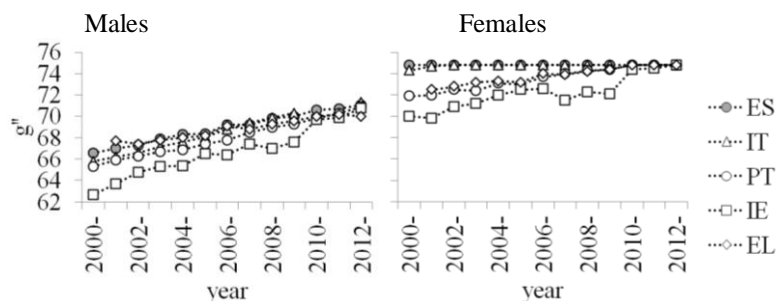 Males
Females
g"
76
74
72
70
68
66
64
62
2000-
2002-
2004-
2006-
2008-
2010-
2012-
year
2000-
2002-
2004-
2006-
2008-
2010-
2012-
year
ES
IT
PT
IE
EL